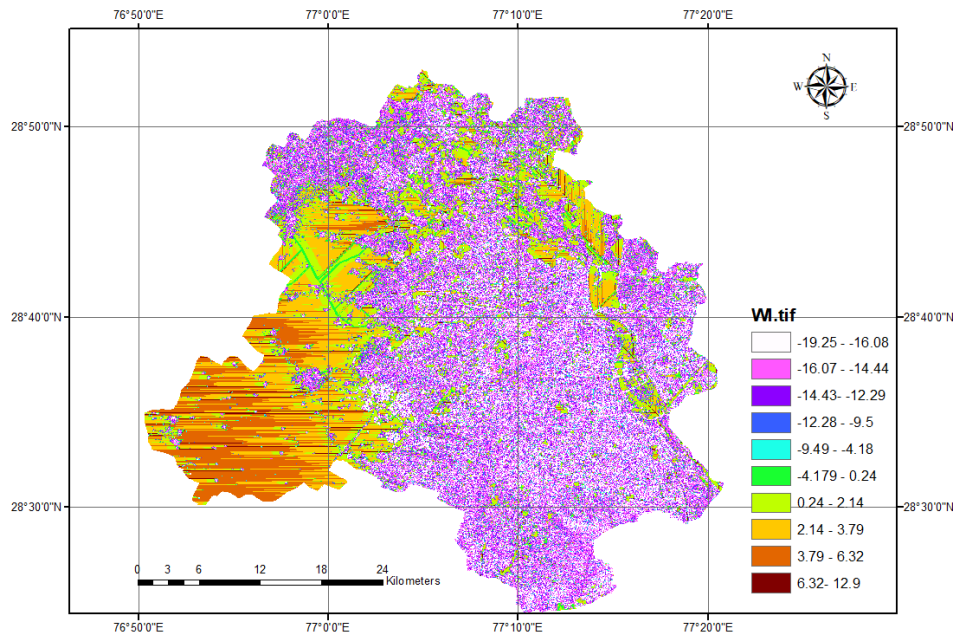 76°50'0"E 77°0'0"E 77°10'0"E 77°20'0"E
N
W E
S
28°50'0"N 28°50'0"N
28°40'0"N 28°40'0"N
WI.tif
-19.25 - -16.08
-16.07 - -14.44
-14.43- -12.29
-12.28 - -9.5
-9.49 - -4.18
-4.179 - 0.24
0.24 - 2.14
2.14 - 3.79
3.79 - 6.32
6.32- 12.9
28°30'0"N 28°30'0"N
0 3 6 12 18 24
Kilometers
76°50'0"E 77°0'0"E 77°10'0"E 77°20'0"E